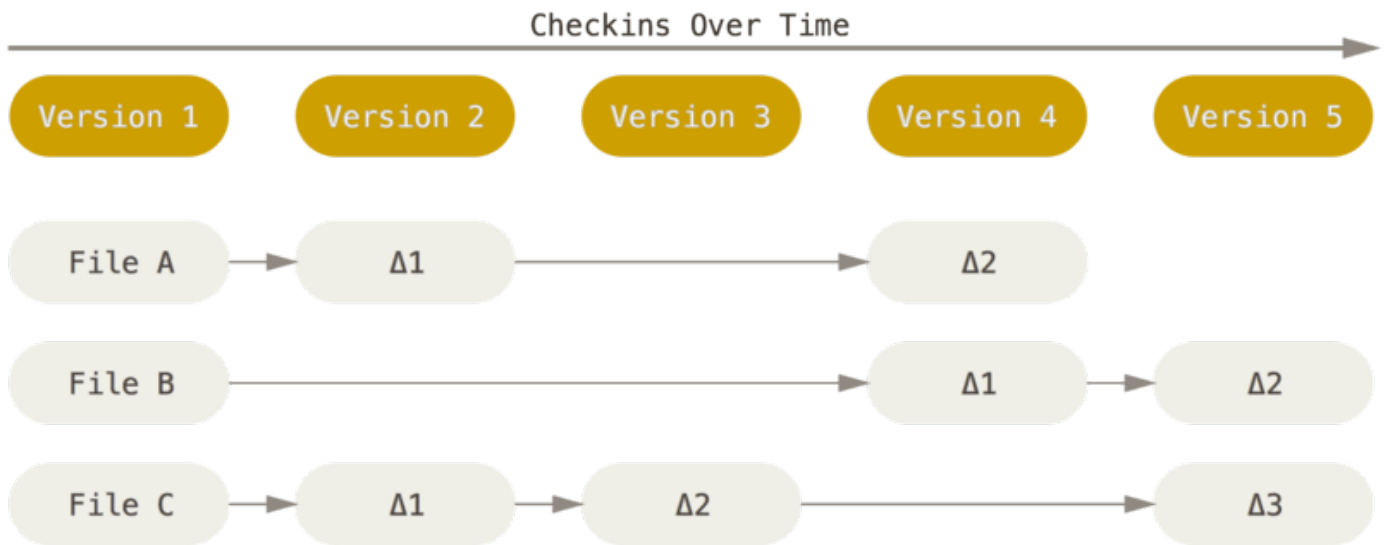 Checkins Over Time
Version 1 Version 2 Version 3 Version 4 Version 5
File A Δ1 Δ2
File B Δ1 Δ2
File C Δ1 Δ2 Δ3